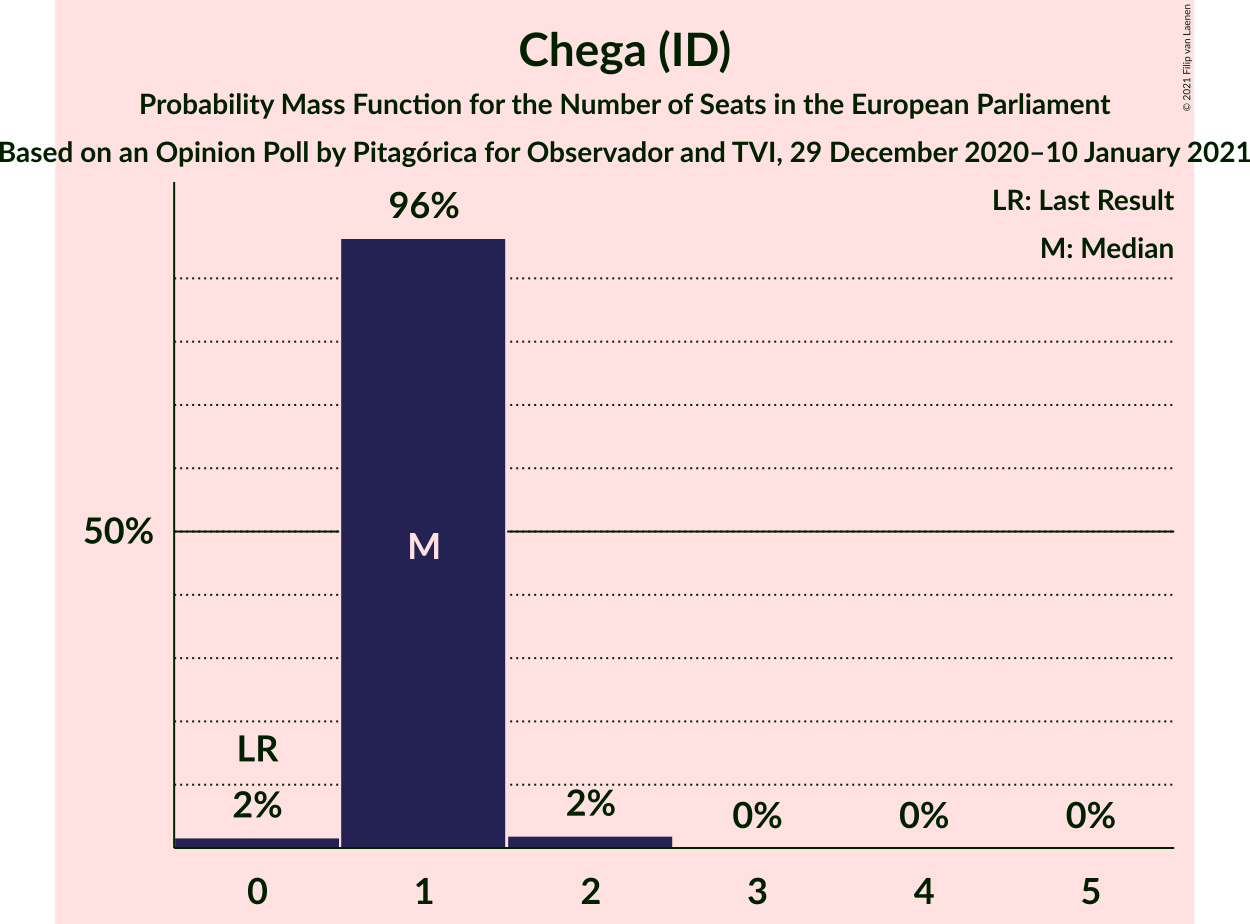 Chega (ID)
Probability Mass Function for the Number of Seats in the European Parliament
Based on an Opinion Poll by Pitagórica for Observador and TVI, 29 December 2020–10 January 2021
© 2021 Filip van Laenen
LR: Last Result
M: Median
96%
50%
M
LR
2%
2%
0%
0%
0%
0
1
2
3
4
5